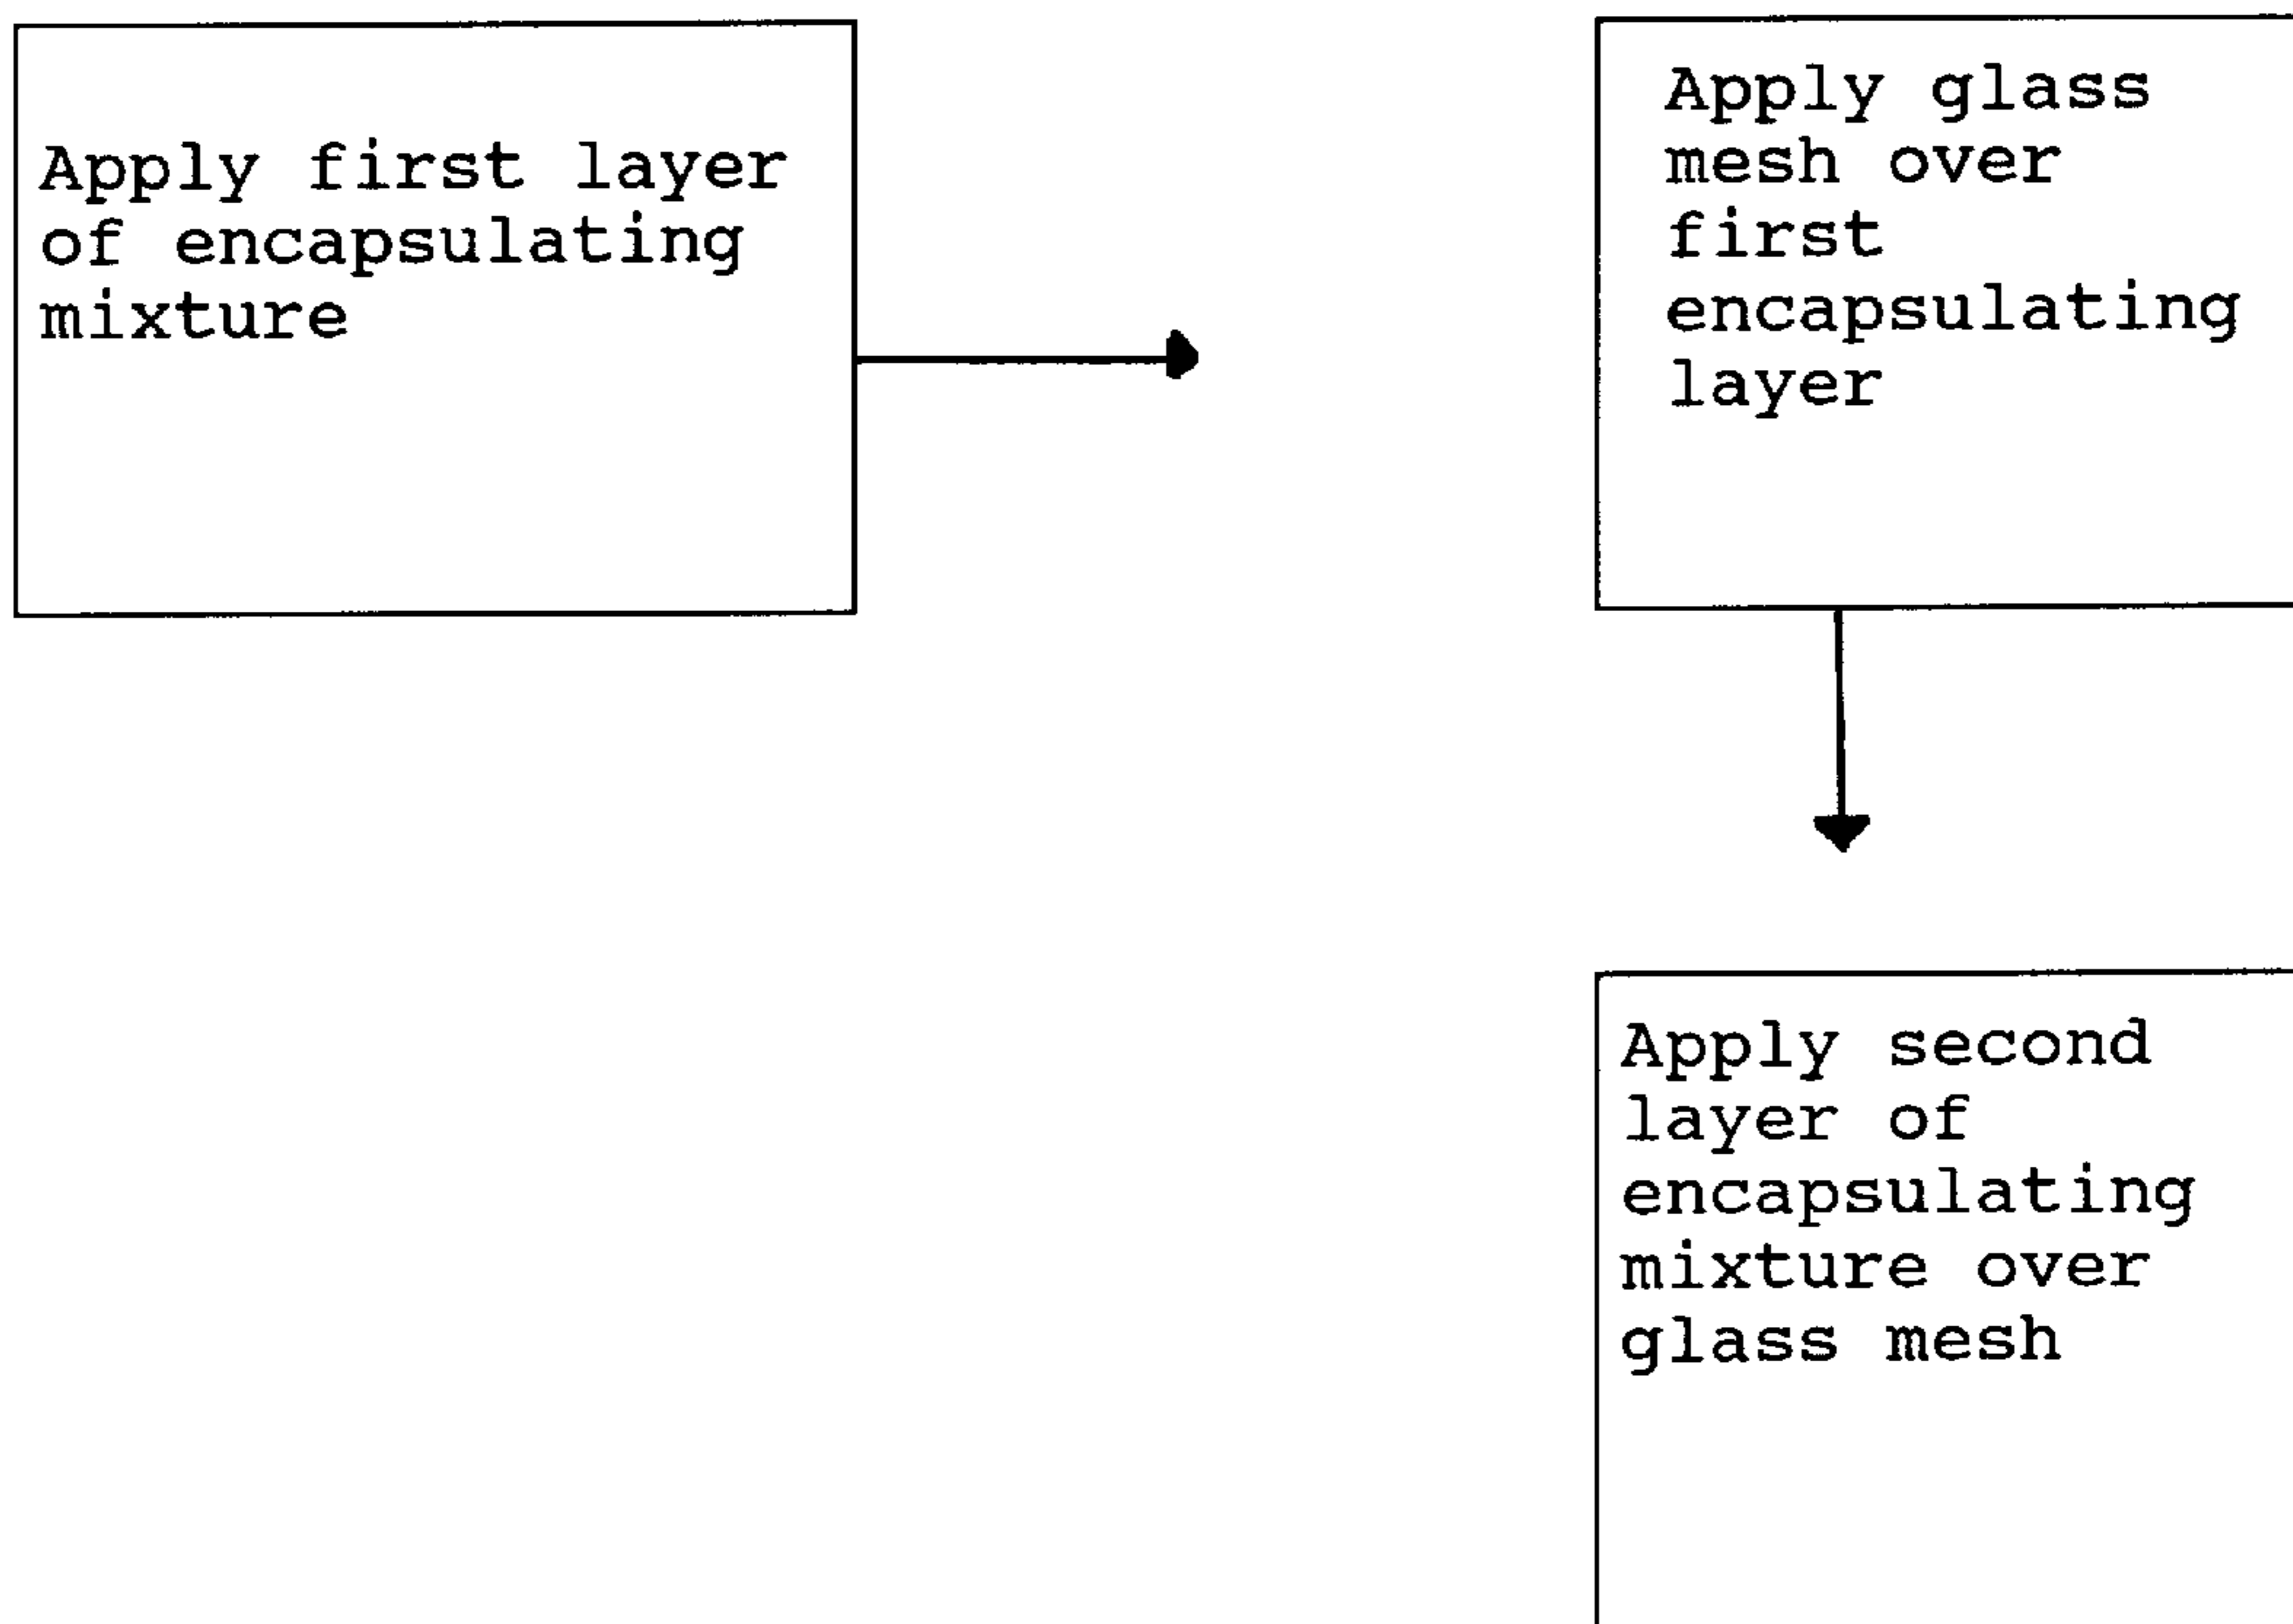 Apply first layer
of encapsulating
mixture
Apply glass
mesh over
first
encapsulating
layer
Apply second
layer of
encapsulating
mixture over
glass mesh